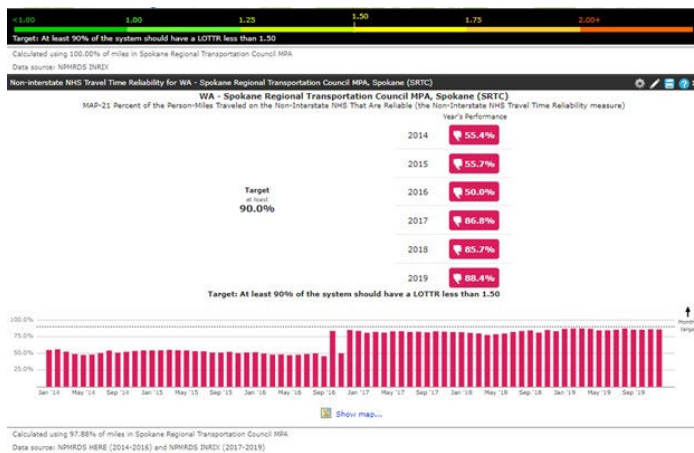 <1.00 1.00 1.25 1.50 1.75 2.00+
Target: At least 90% of the system should have a LOTTR less than 1.50
Calculated using 100.00% of miles in Spokane Regional Transportation Council MPA
Data source: NPMRDS INRIX
Non-interstate NHS Travel Time Reliability for WA - Spokane Regional Transportation Council MPA, Spokane (SRTC)
WA - Spokane Regional Transportation Council MPA, Spokane (SRTC)
MAP-21 Percent of the Person-Miles Traveled on the Non-Interstate NHS That Are Reliable (the Non-Interstate NHS Travel Time Reliability measure)
Year's Performance
2014 55.4%
2015 55.7%
Target
at least
90.0%
2016 50.0%
2017 86.8%
2018 85.7%
2019 88.4%
Target: At least 90% of the system should have a LOTTR less than 1.50
100.0%
75.0%
50.0%
25.0%
Month
Targe
Jan '14 May '14 Sep '14 Jan '15 May '15 Sep '15 Jan '16 May '16 Sep '16 Jan '17 May '17 Sep '17 Jan '18 May '18 Sep '18 Jan '19 May '19 Sep '19
Show map...
Calculated using 97.88% of miles in Spokane Regional Transportation Council MPA
Data source: NPMRDS HERE (2014-2016) and NPMRDS INRIX (2017-2019)